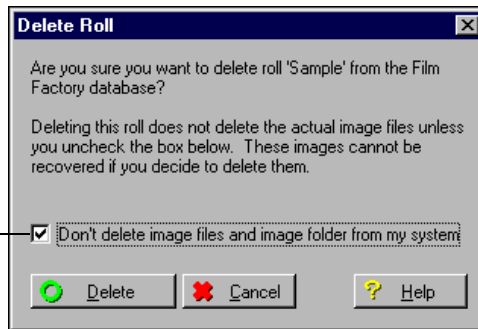 Delete Roll
Are you sure you want to delete roll 'Sample' from the Film
Factory database?
Deleting this roll does not delete the actual image files unless
you uncheck the box below. These images cannot be
recovered if you decide to delete them.
Don't delete image files and image folder from my system
Delete
Cancel
Help